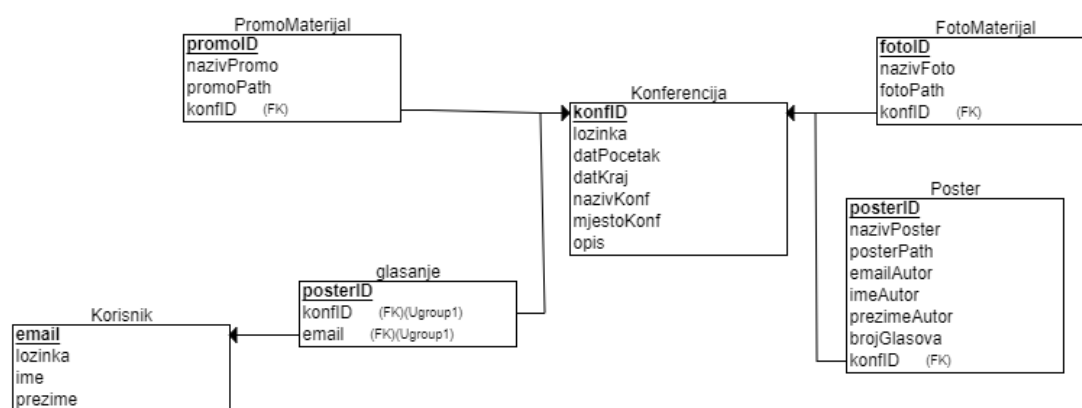 PromoMaterijal
promoID
nazivPromo
promoPath
konfID (FK)
FotoMaterijal
fotoID
nazivFoto
fotoPath
konfID (FK)
Konferencija
konfID
lozinka
datPocetak
datKraj
nazivKonf
mjestoKonf
opis
Poster
posterID
nazivPoster
posterPath
emailAutor
imeAutor
prezimeAutor
brojGlasova
konfID (FK)
glasanje
posterID
konfID (FK)(Ugroup1)
email (FK)(Ugroup1)
Korisnik
email
lozinka
ime
prezime